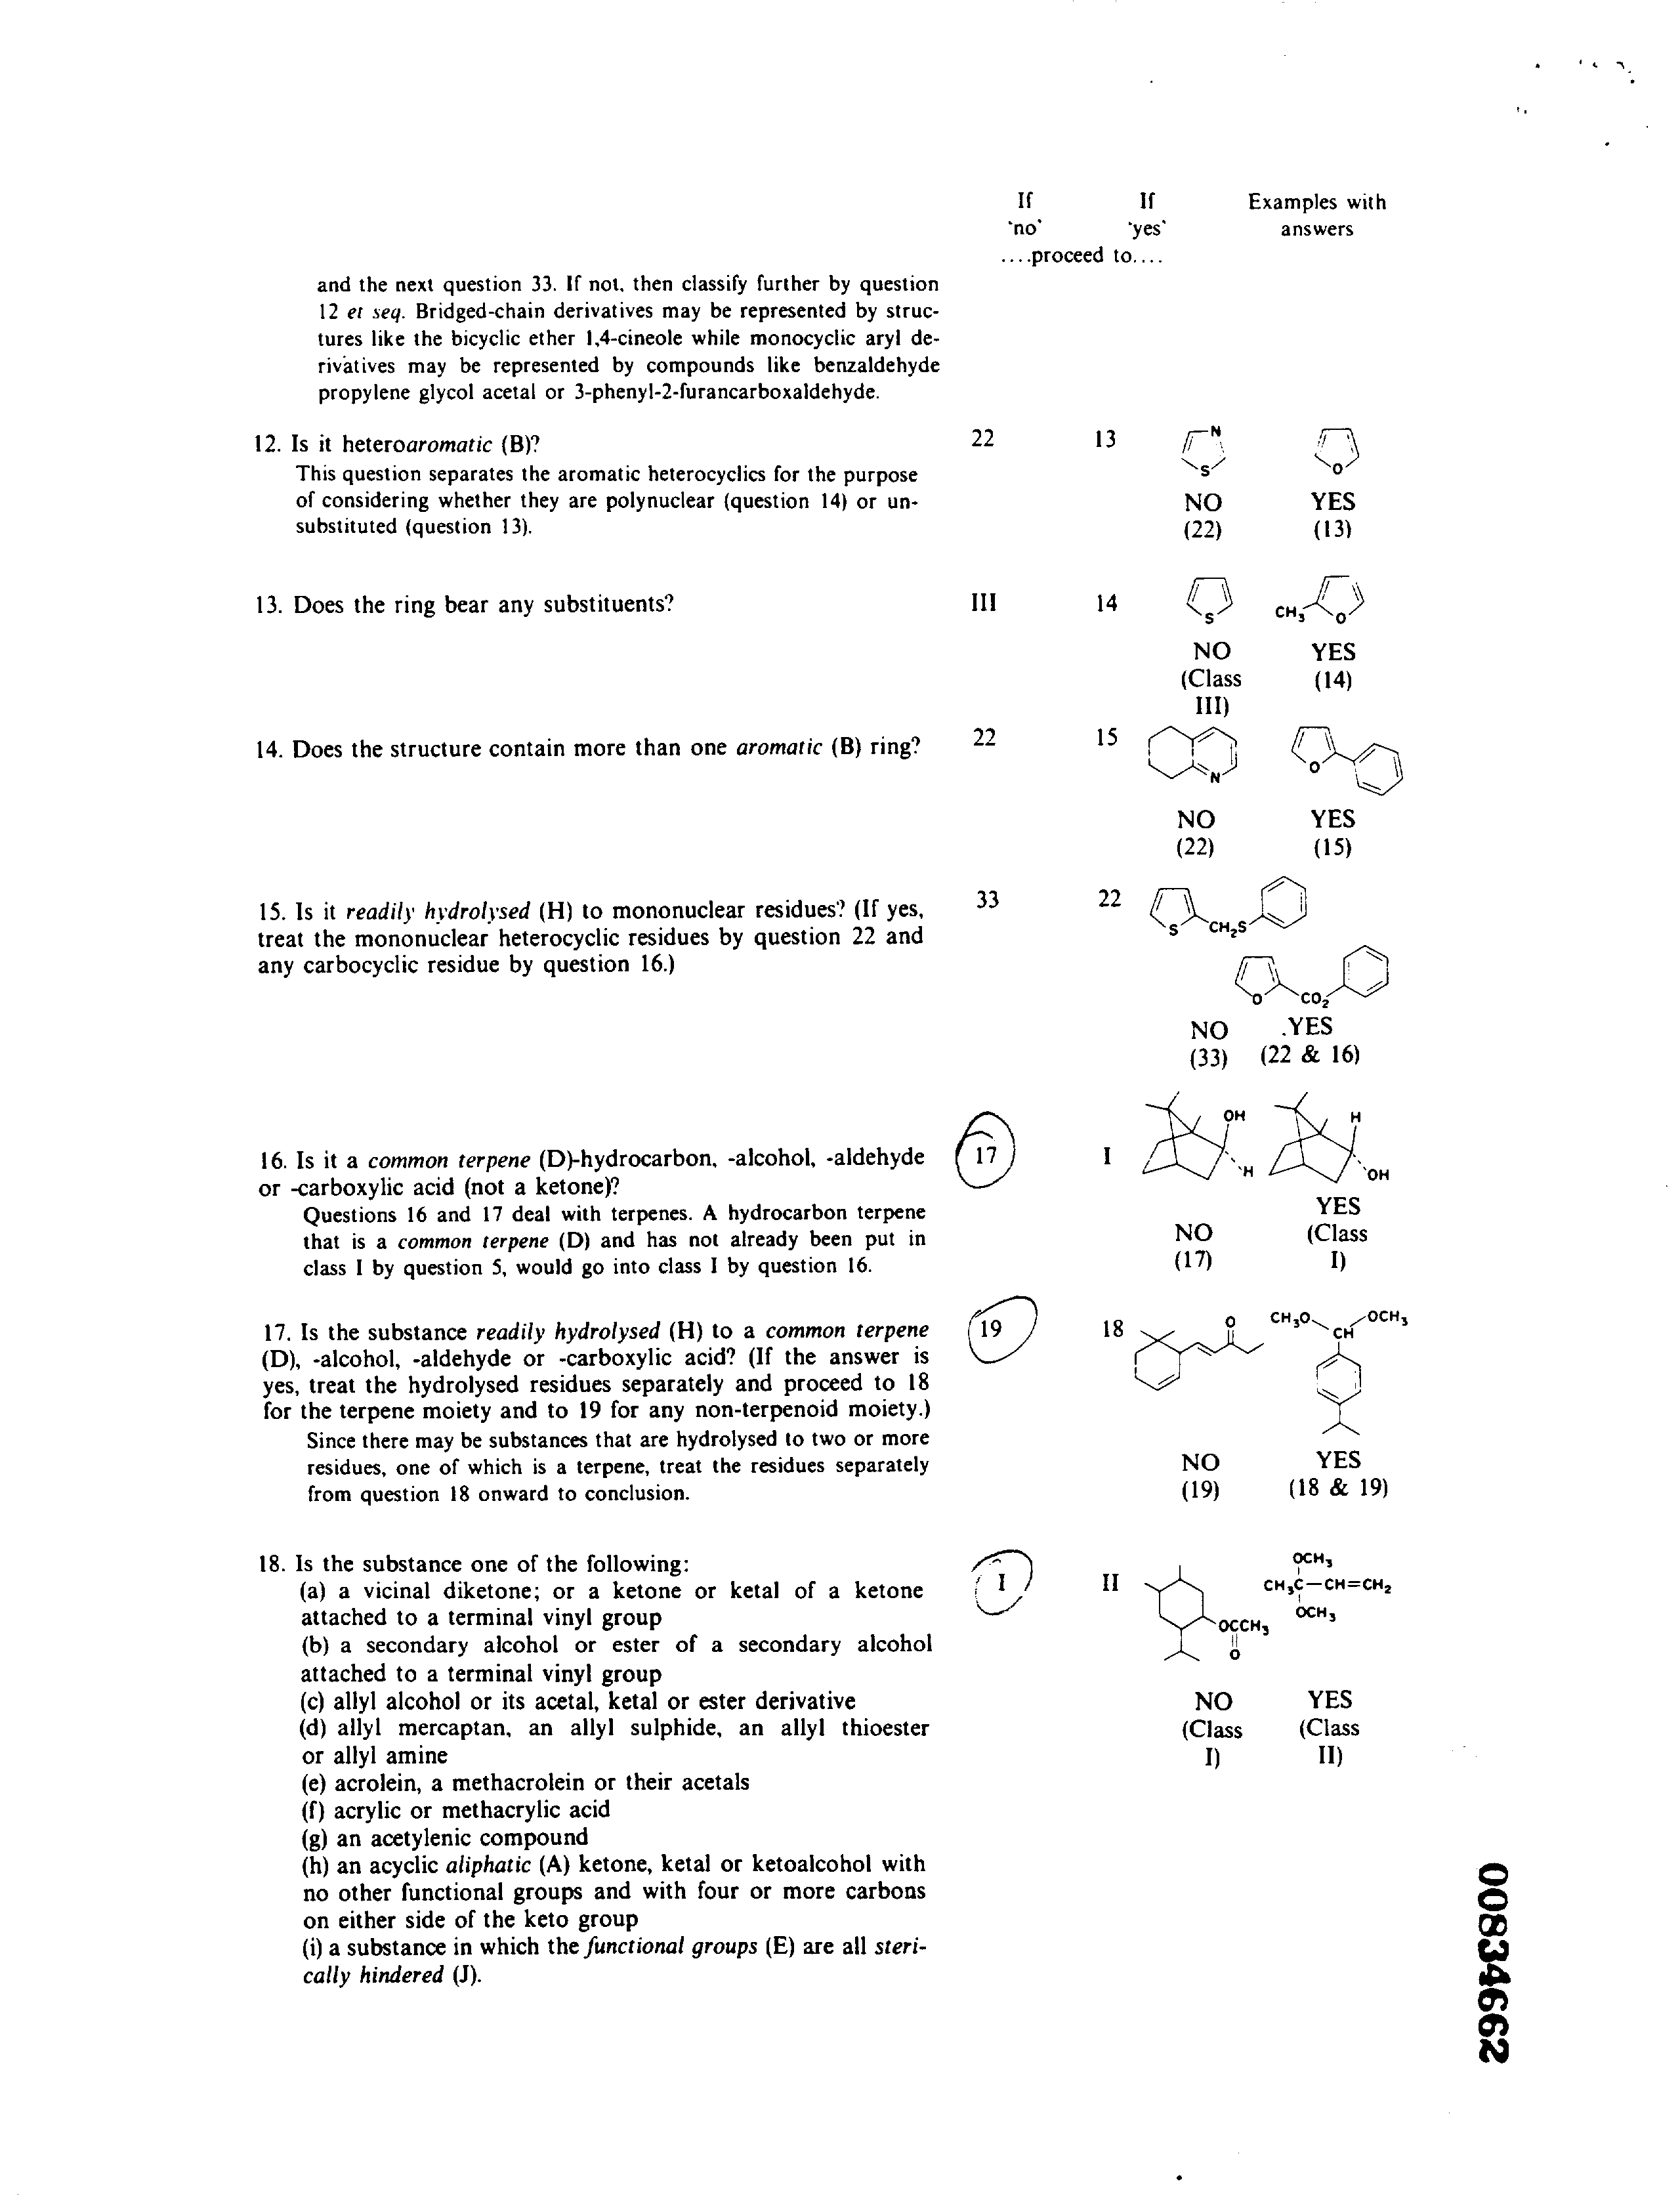 If If Examples with
'no' 'yes' answers
....proceed to....
and the next question 33. If not, then classify further by question
12 et seq. Bridged-chain derivatives may be represented by struc-
tures like the bicyclic ether 1,4-cineole while monocyclic aryl de-
rivatives may be represented by compounds like benzaldehyde
propylene glycol acetal or 3-phenyl-2-furancarboxaldehyde.
12. Is it heteroaromatic (B)? 22 13
This question separates the aromatic heterocyclics for the purpose
of considering whether they are polynuclear (question 14) or un-
substituted (question 13).
N
S O
NO YES
(22) (13)
13. Does the ring bear any substituents? III 14
S CH3 O
NO YES
(Class (14)
III)
14. Does the structure contain more than one aromatic (B) ring? 22 15
N O
NO YES
(22) (15)
15. Is it readily hydrolysed (H) to mononuclear residues? (If yes, 33 22
treat the mononuclear heterocyclic residues by question 22 and
any carbocyclic residue by question 16.)
S CH2S
O CO2
NO .YES
(33) (22 & 16)
16. Is it a common terpene (D)-hydrocarbon, -alcohol, -aldehyde 17 I
or -carboxylic acid (not a ketone)?
Questions 16 and 17 deal with terpenes. A hydrocarbon terpene
that is a common terpene (D) and has not already been put in
class I by question 5, would go into class I by question 16.
OH H
H OH
YES
NO (Class
(17) I)
17. Is the substance readily hydrolysed (H) to a common terpene 19 18
(D), -alcohol, -aldehyde or -carboxylic acid? (If the answer is
yes, treat the hydrolysed residues separately and proceed to 18
for the terpene moiety and to 19 for any non-terpenoid moiety.)
Since there may be substances that are hydrolysed to two or more
residues, one of which is a terpene, treat the residues separately
from question 18 onward to conclusion.
O CH3O OCH3
CH
NO YES
(19) (18 & 19)
18. Is the substance one of the following: I II
(a) a vicinal diketone; or a ketone or ketal of a ketone
attached to a terminal vinyl group
(b) a secondary alcohol or ester of a secondary alcohol
attached to a terminal vinyl group
(c) allyl alcohol or its acetal, ketal or ester derivative
(d) allyl mercaptan, an allyl sulphide, an allyl thioester
or allyl amine
(e) acrolein, a methacrolein or their acetals
(f) acrylic or methacrylic acid
(g) an acetylenic compound
(h) an acyclic aliphatic (A) ketone, ketal or ketoalcohol with
no other functional groups and with four or more carbons
on either side of the keto group
(i) a substance in which the functional groups (E) are all steri-
cally hindered (J).
OCH3
CH3C—CH=CH2
OCH3
OCCH3
O
NO YES
(Class (Class
I) II)
00834662